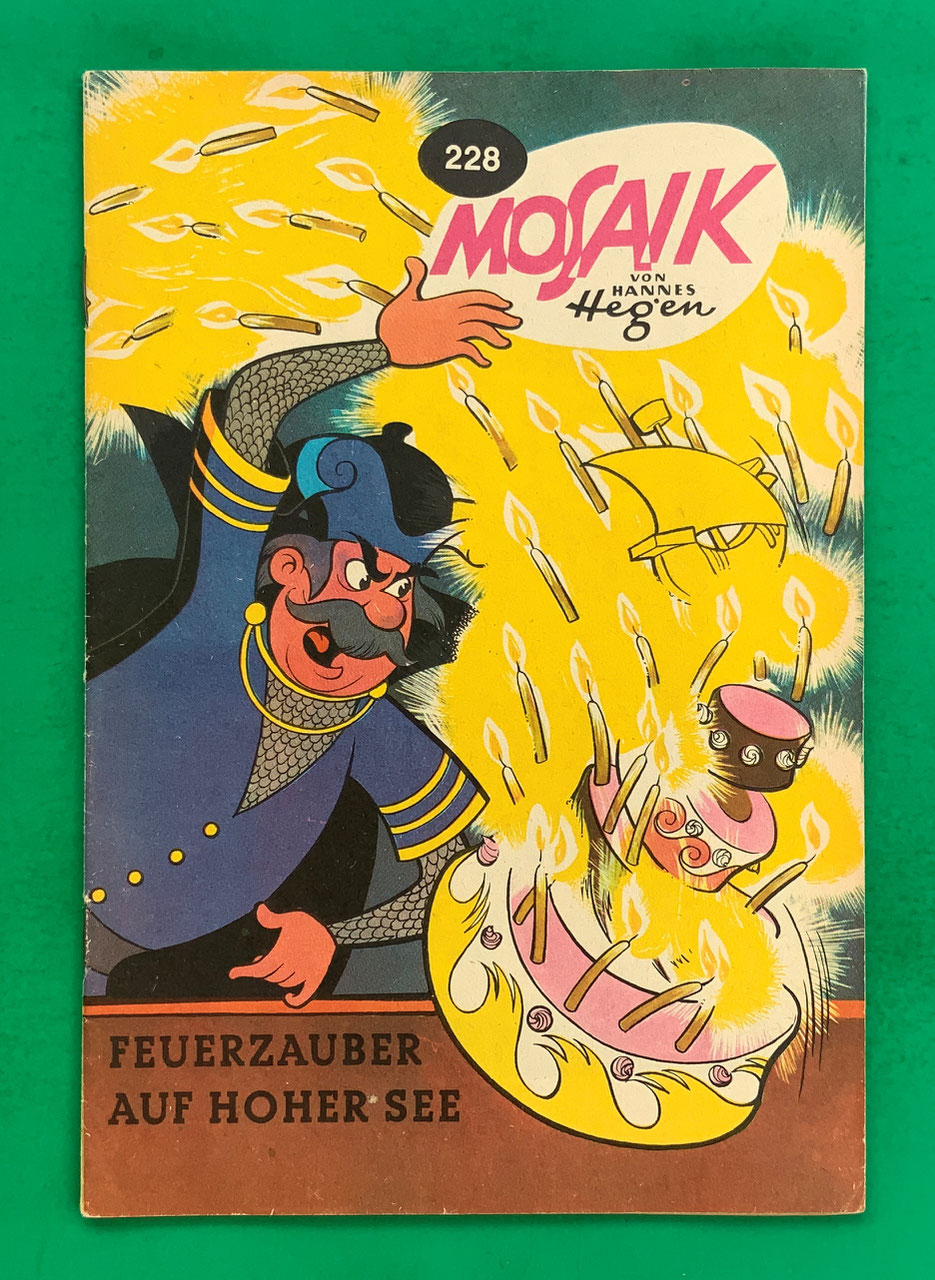 228
MOSAIK
VON
HANNES
Hegen
FEUERZAUBER
AUF HOHER SEE